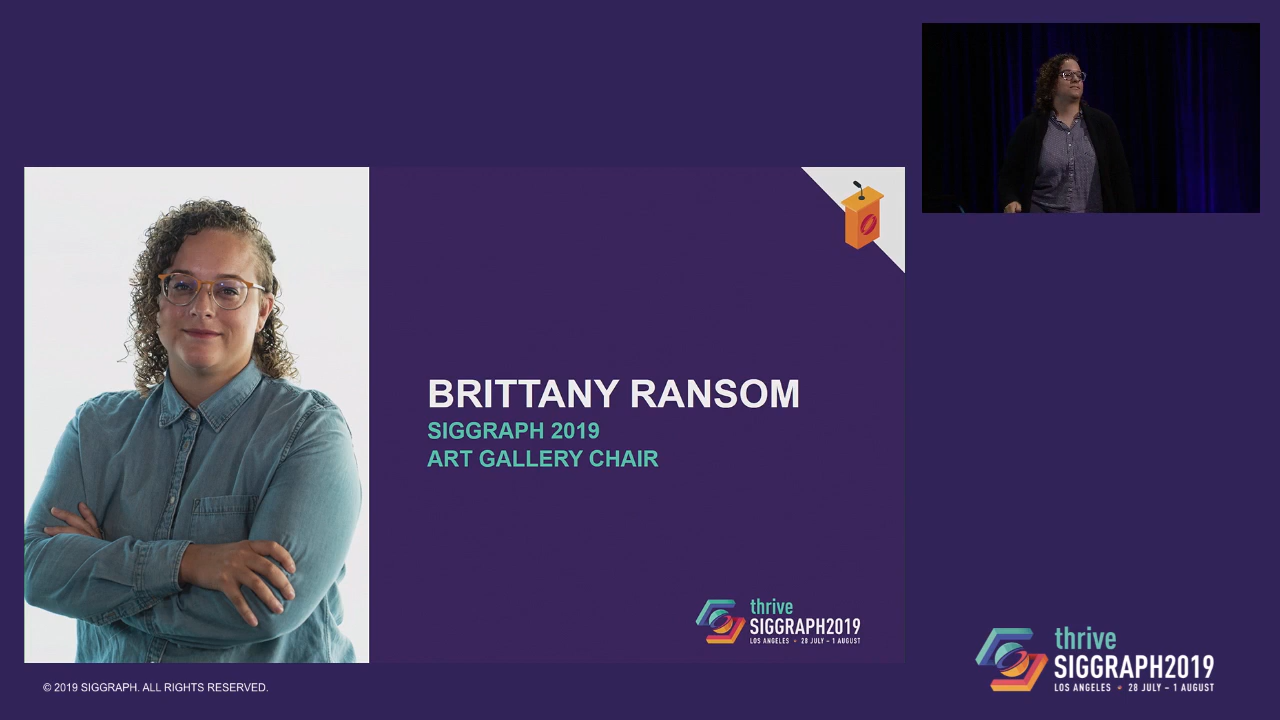 BRITTANY RANSOM
SIGGRAPH 2019
ART GALLERY CHAIR
thrive
SIGGRAPH2019
LOS ANGELES • 28 JULY – 1 AUGUST
© 2019 SIGGRAPH. ALL RIGHTS RESERVED.
thrive
SIGGRAPH2019
LOS ANGELES • 28 JULY – 1 AUGUST